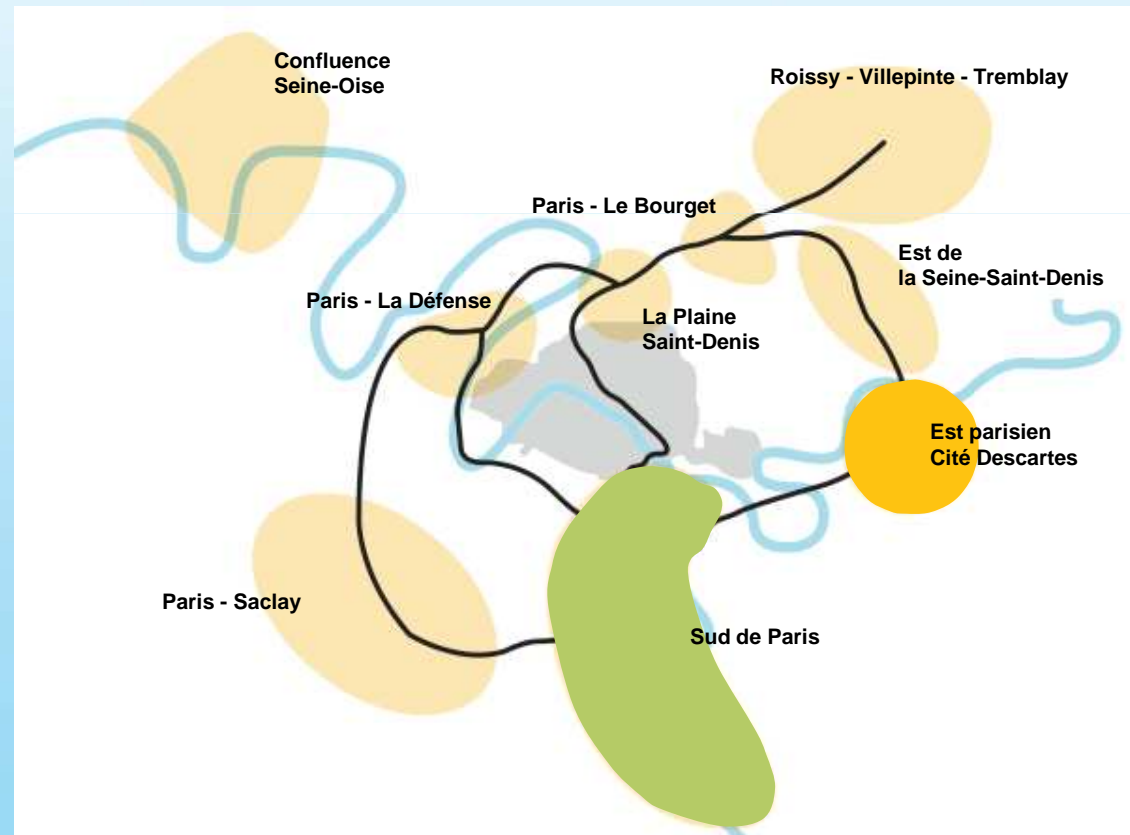 Confluence
Seine-Oise
Roissy - Villepinte - Tremblay
Paris - Le Bourget
Est de
la Seine-Saint-Denis
Paris - La Défense
La Plaine
Saint-Denis
Est parisien
Cité Descartes
Paris - Saclay
Sud de Paris